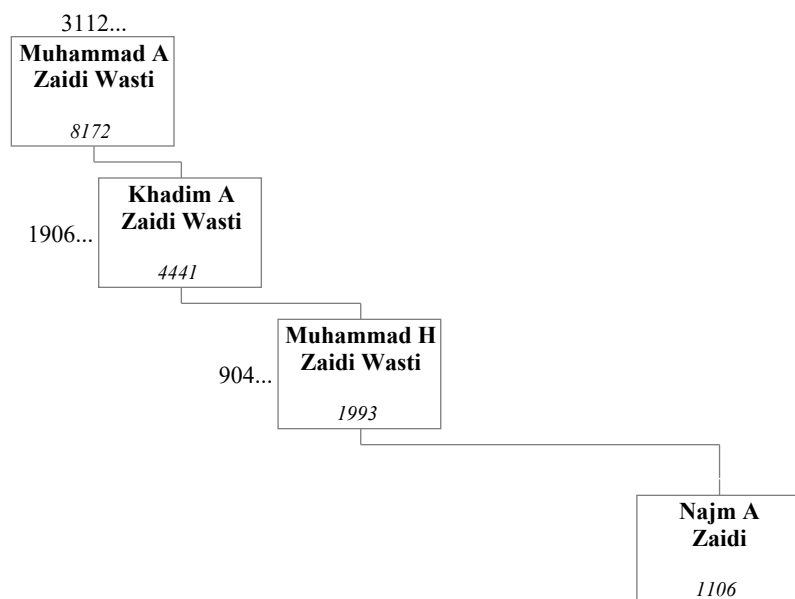 3112...
Muhammad A
Zaidi Wasti
8172
Khadim A
Zaidi Wasti
1906...
4441
Muhammad H
Zaidi Wasti
904...
1993
Najm A
Zaidi
1106